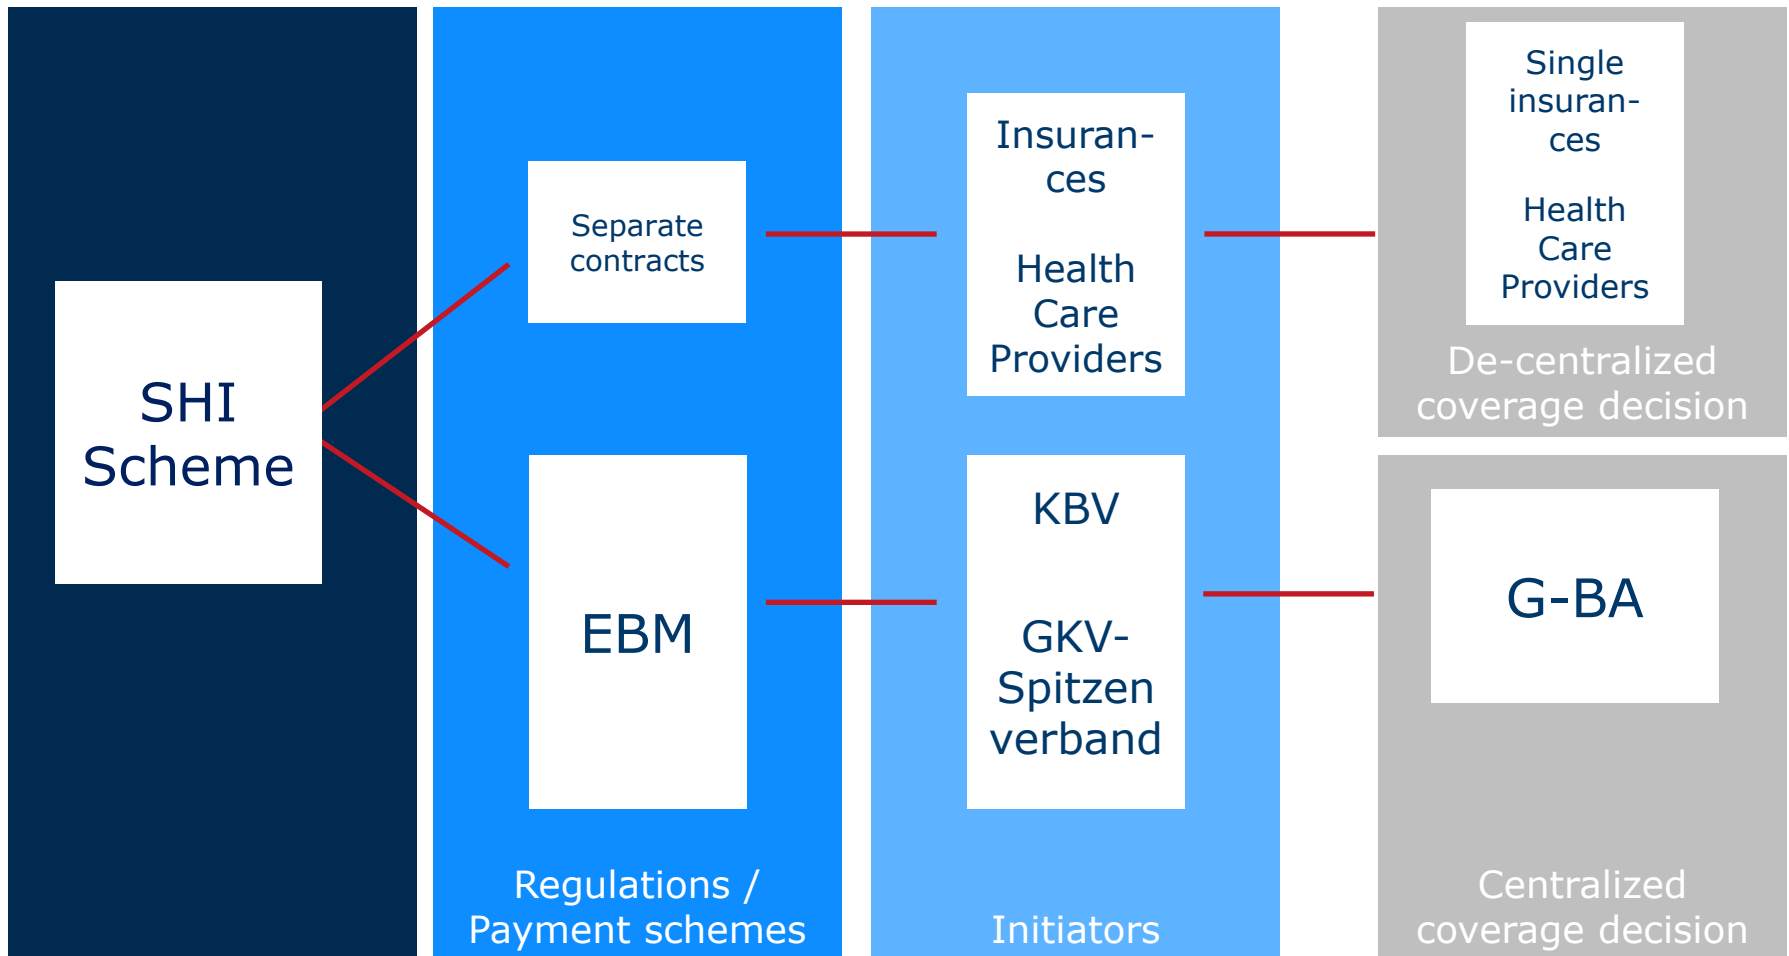 SHI
Scheme
Separate
contracts
EBM
Regulations /
Payment schemes
Insuran-
ces
Health
Care
Providers
KBV
GKV-
Spitzen
verband
Initiators
Single
insuran-
ces
Health
Care
Providers
De-centralized
coverage decision
G-BA
Centralized
coverage decision